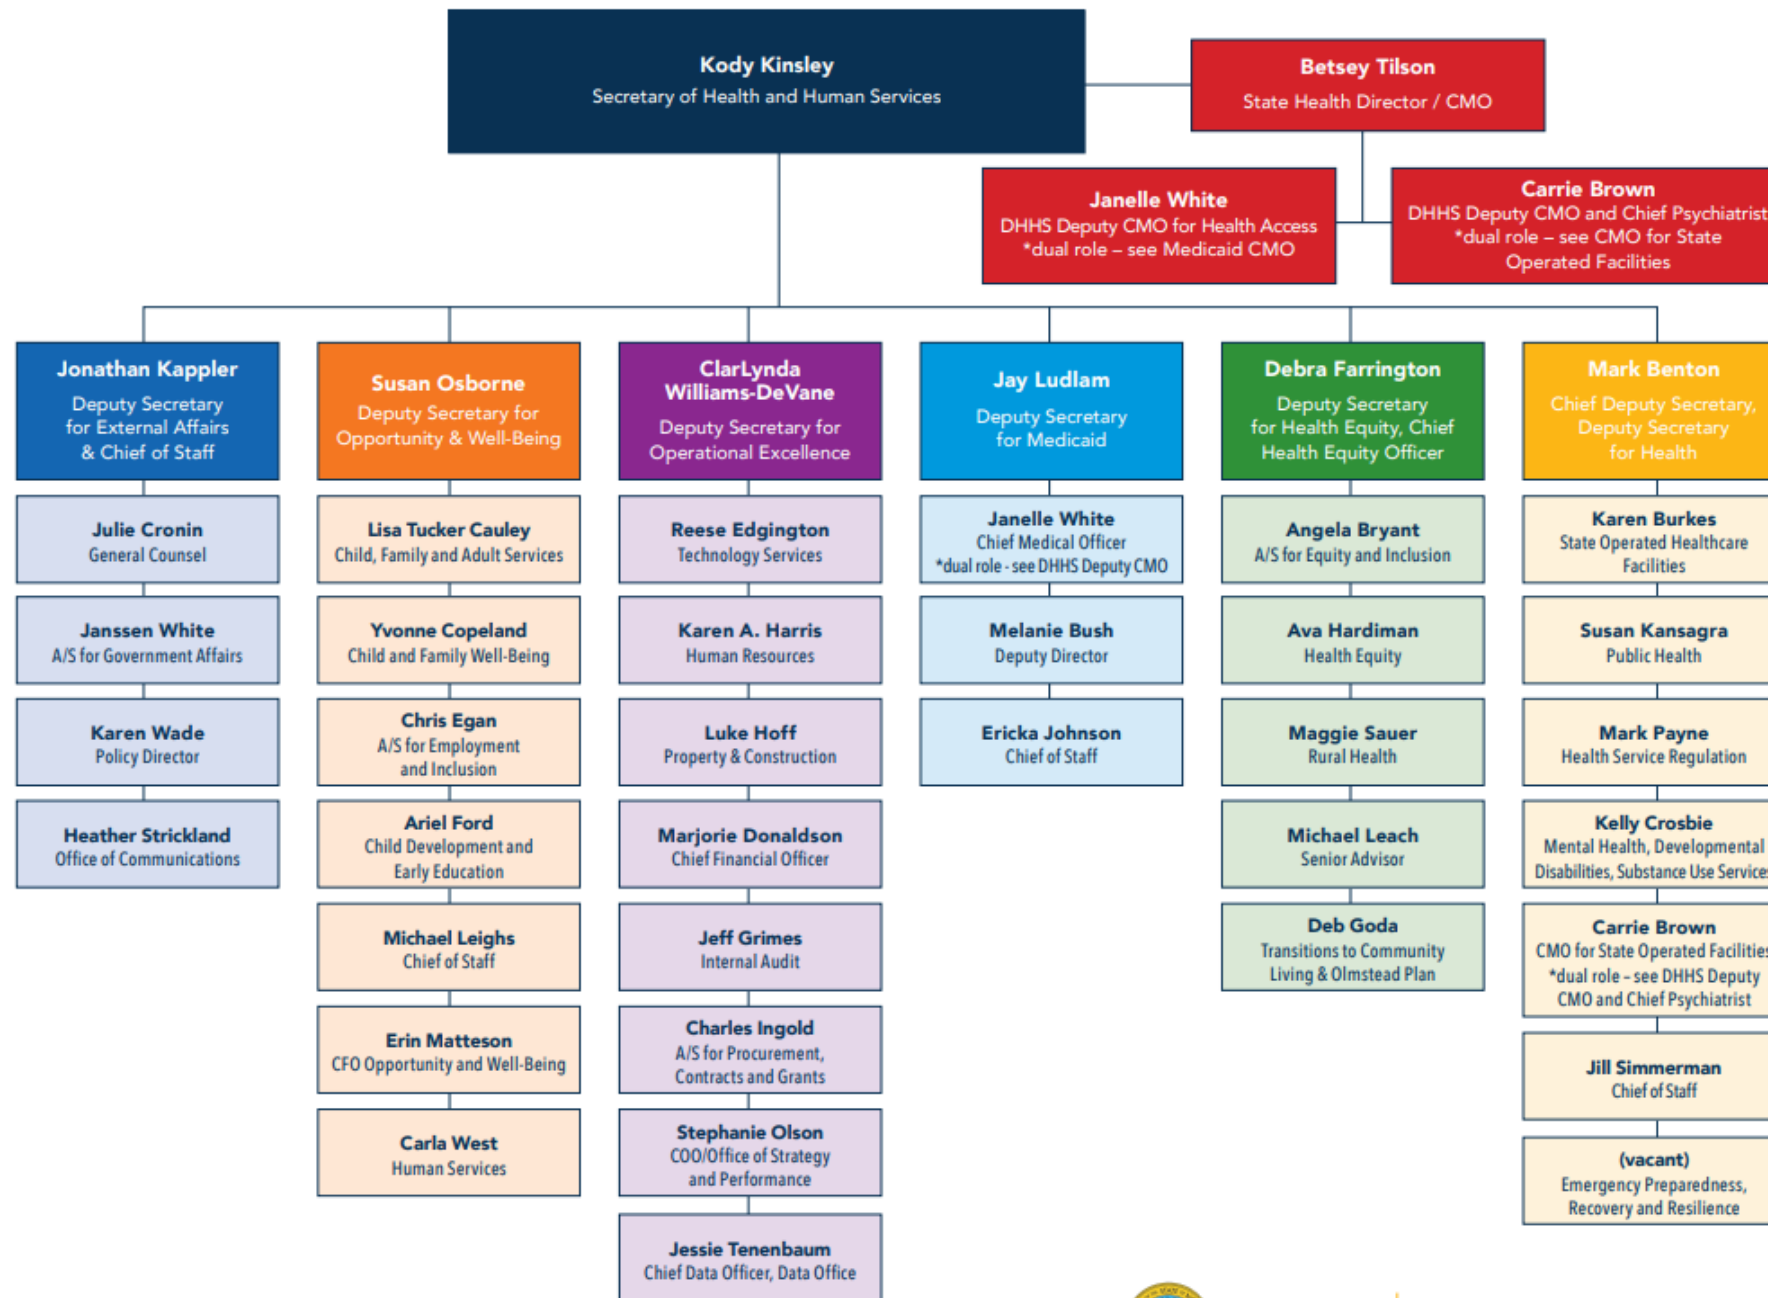 Kody Kinsley
Secretary of Health and Human Services
Betsey Tilson
State Health Director / CMO
Janelle White
DHHS Deputy CMO for Health Access
*dual role – see Medicaid CMO
Carrie Brown
DHHS Deputy CMO and Chief Psychiatrist
*dual role – see CMO for State
Operated Facilities
Jonathan Kappler
Deputy Secretary
for External Affairs
& Chief of Staff
Julie Cronin
General Counsel
Janssen White
A/S for Government Affairs
Karen Wade
Policy Director
Heather Strickland
Office of Communications
Susan Osborne
Deputy Secretary for
Opportunity & Well-Being
Lisa Tucker Cauley
Child, Family and Adult Services
Yvonne Copeland
Child and Family Well-Being
Chris Egan
A/S for Employment
and Inclusion
Ariel Ford
Child Development and
Early Education
Michael Leighs
Chief of Staff
Erin Matteson
CFO Opportunity and Well-Being
Carla West
Human Services
ClarLynda
Williams-DeVane
Deputy Secretary for
Operational Excellence
Reese Edgington
Technology Services
Karen A. Harris
Human Resources
Luke Hoff
Property & Construction
Marjorie Donaldson
Chief Financial Officer
Jeff Grimes
Internal Audit
Charles Ingold
A/S for Procurement,
Contracts and Grants
Stephanie Olson
COO/Office of Strategy
and Performance
Jessie Tenenbaum
Chief Data Officer, Data Office
Jay Ludlam
Deputy Secretary
for Medicaid
Janelle White
Chief Medical Officer
*dual role - see DHHS Deputy CMO
Melanie Bush
Deputy Director
Ericka Johnson
Chief of Staff
Debra Farrington
Deputy Secretary
for Health Equity, Chief
Health Equity Officer
Angela Bryant
A/S for Equity and Inclusion
Ava Hardiman
Health Equity
Maggie Sauer
Rural Health
Michael Leach
Senior Advisor
Deb Goda
Transitions to Community
Living & Olmstead Plan
Mark Benton
Chief Deputy Secretary,
Deputy Secretary
for Health
Karen Burkes
State Operated Healthcare
Facilities
Susan Kansagra
Public Health
Mark Payne
Health Service Regulation
Kelly Crosbie
Mental Health, Developmental
Disabilities, Substance Use Services
Carrie Brown
CMO for State Operated Facilities
*dual role – see DHHS Deputy
CMO and Chief Psychiatrist
Jill Simmerman
Chief of Staff
(vacant)
Emergency Preparedness,
Recovery and Resilience